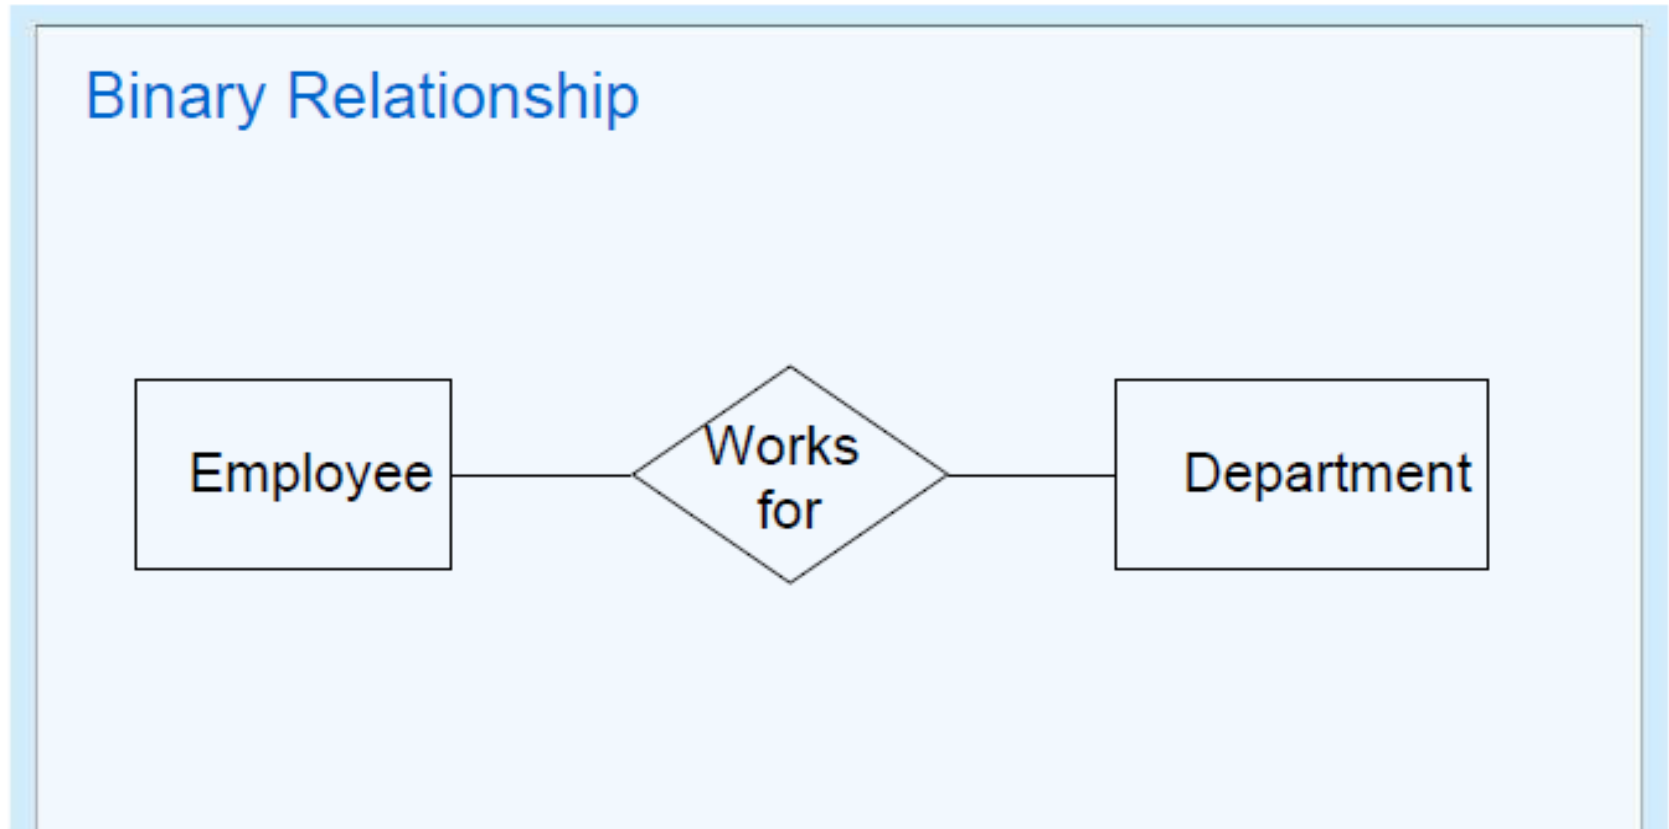 Binary Relationship
Employee
Works
for
Department